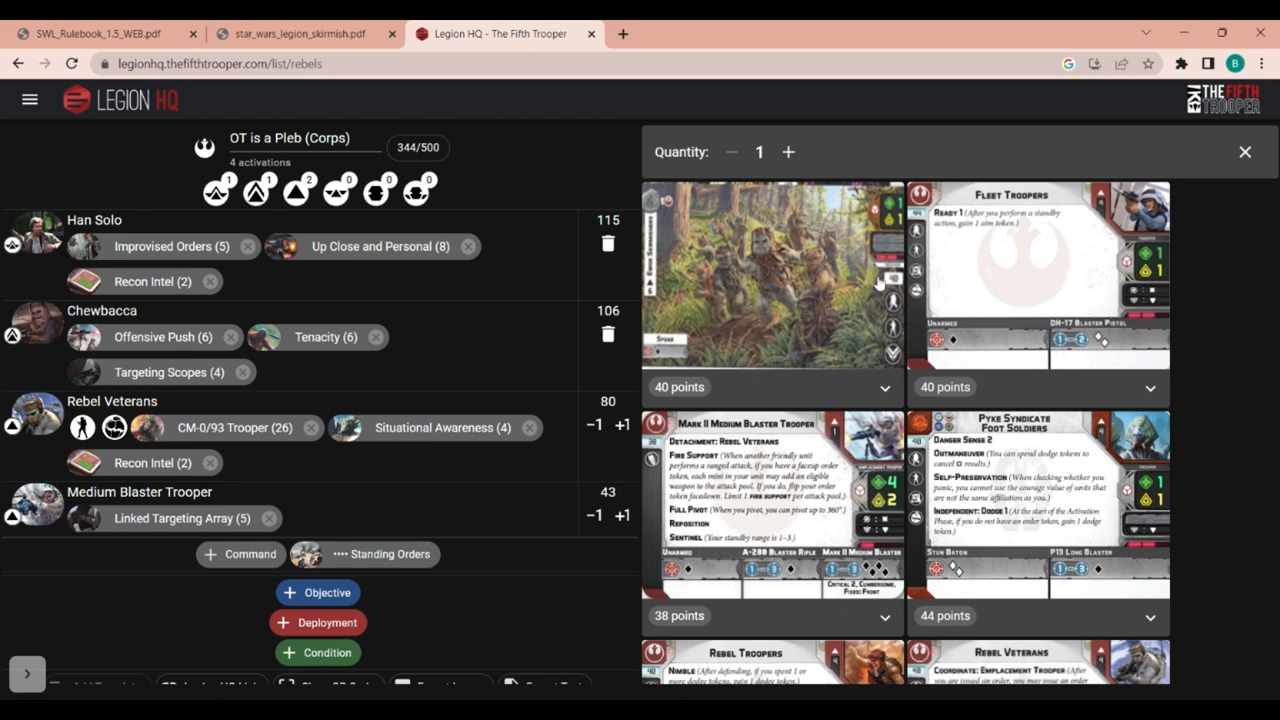 SWL_Rulebook_1.5_WEB.pdf
star_wars_legion_skirmish.pdf
Legion HQ - The Fifth Trooper
legionhq.thefifthtrooper.com/list/rebels
B
LEGION HQ
THE FIFTH
TROOPER
OT is a Pleb (Corps)
344/500
4 activations
1
1
2
0
0
0
Han Solo
115
Improvised Orders (5)
Up Close and Personal (8)
Recon Intel (2)
Chewbacca
106
Offensive Push (6)
Tenacity (6)
Targeting Scopes (4)
Rebel Veterans
80
CM-0/93 Trooper (26)
Situational Awareness (4)
-1 +1
Recon Intel (2)
Medium Blaster Trooper
43
Linked Targeting Array (5)
-1 +1
Command
•••• Standing Orders
Objective
Deployment
Condition
Quantity:
1
Spear
40 points
Fleet Troopers
Ready 1 (After you perform a standby
action, gain 1 aim token.)
Unarmed
DH-17 Blaster Pistol
40 points
Mark II Medium Blaster Trooper
Detachment: Rebel Veterans
Fire Support (When another friendly unit
performs a ranged attack, if you have a faceup order
token, each mini in your unit may add an eligible
weapon to the attack pool. If you do, flip your order
token facedown. Limit 1 fire support per attack pool.)
Full Pivot (When you pivot, you can pivot up to 360°.)
Reposition
Sentinel (Your standby range is 1-3.)
Unarmed
A-280 Blaster Rifle
Mark II Medium Blaster
Critical 2, Cumbersome,
Fixed: Front
38 points
Pyke Syndicate
Foot Soldiers
Danger Sense 2
Outmaneuver (You can spend dodge tokens to
Self-Preservation (When checking whether you
panic, you cannot use the courage value of units that
are not the same affiliation as you.)
Independent: Dodge 1 (At the start of the Activation
Phase, if you do not have an order token, gain 1 dodge
token.)
Stun Baton
P13 Long Blaster
44 points
Rebel Troopers
Nimble (After defending, if you spent 1
or more dodge tokens, gain 1 dodge token.)
Rebel Veterans
Coordinate: Emplacement Trooper (After